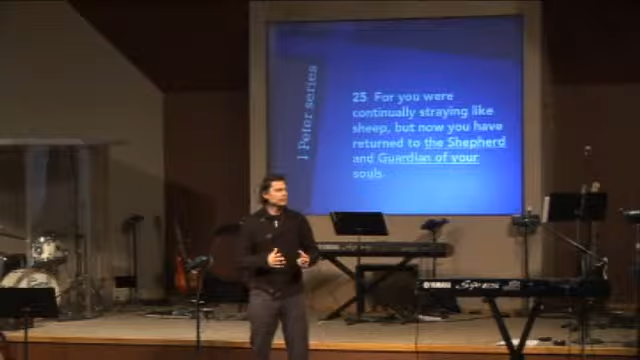 1 Peter series
25 For you were
continually straying like
sheep, but now you have
returned to the Shepherd
and Guardian of your
souls.
YAMAHA